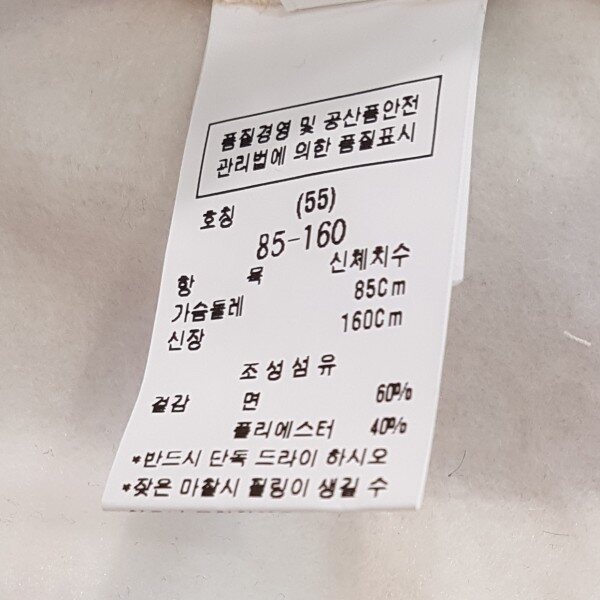 품질경영 및 공산품안전
관리법에 의한 품질표시
호칭 (55)
85-160
항 목 신체치수
가슴둘레 85Cm
신장 160Cm
조성섬유
겉감 면 60%
폴리에스터 40%
*반드시 단독 드라이 하시오
*잦은 마찰시 필링이 생길 수